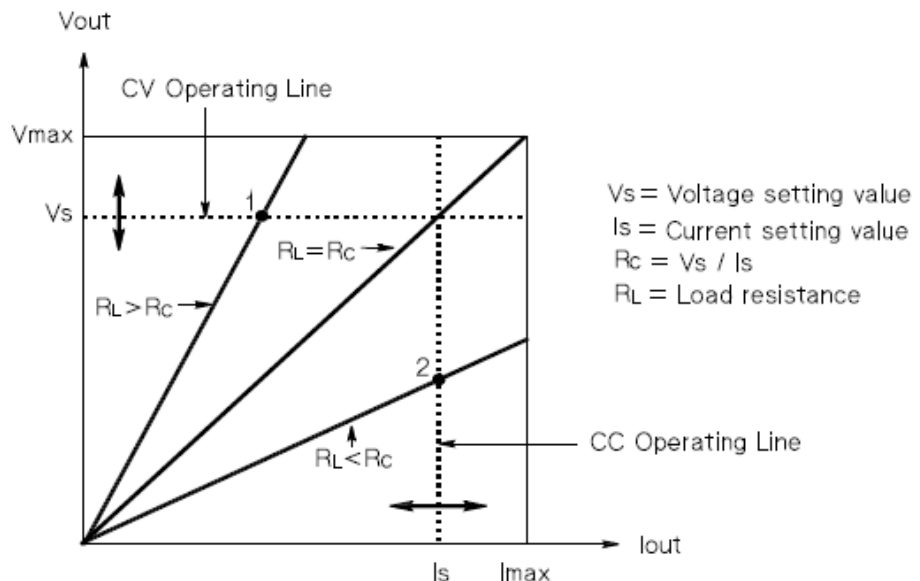 Vout
CV Operating Line
Vmax
Vs
1
RL=RC
RL>RC
2
RL<RC
CC Operating Line
Iout
Is
Imax
Vs = Voltage setting value
Is = Current setting value
RC = Vs / Is
RL = Load resistance